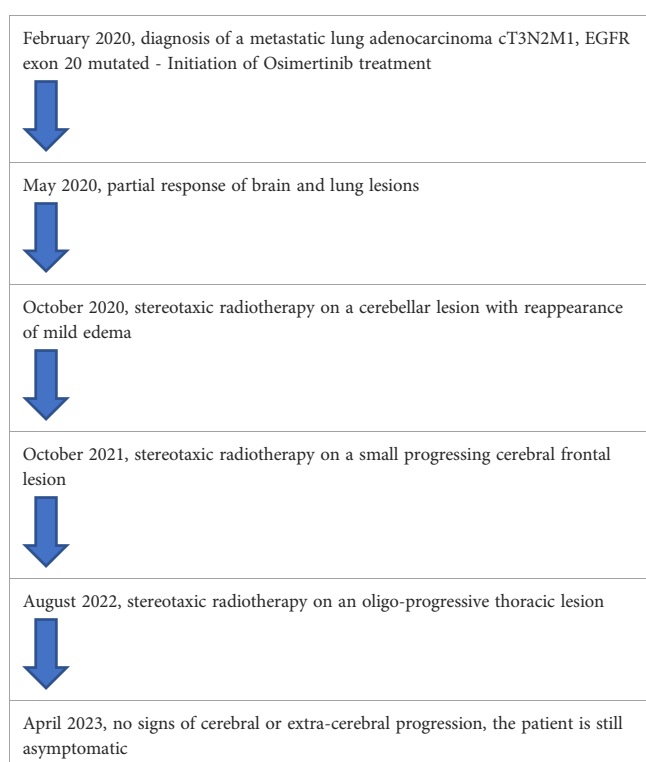 February 2020, diagnosis of a metastatic lung adenocarcinoma cT3N2M1, EGFR
exon 20 mutated - Initiation of Osimertinib treatment
May 2020, partial response of brain and lung lesions
October 2020, stereotaxic radiotherapy on a cerebellar lesion with reappearance
of mild edema
October 2021, stereotaxic radiotherapy on a small progressing cerebral frontal
lesion
August 2022, stereotaxic radiotherapy on an oligo-progressive thoracic lesion
April 2023, no signs of cerebral or extra-cerebral progression, the patient is still
asymptomatic